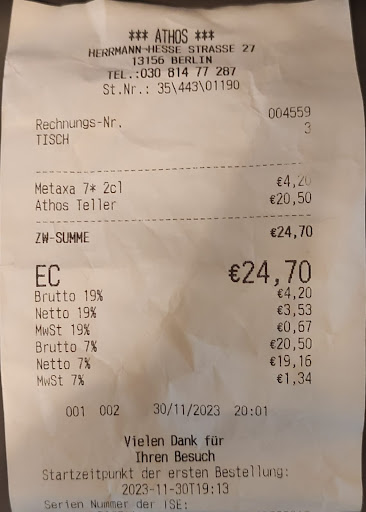 *** ATHOS ***
HERRMANN-HESSE STRASSE 27
13156 BERLIN
TEL.:030 814 77 287
St.Nr.: 35\443\01190
Rechnungs-Nr. 004559
TISCH 3
Metaxa 7* 2cl €4,20
Athos Teller €20,50
ZW-SUMME €24,70
EC €24,70
Brutto 19% €4,20
Netto 19% €3,53
MwSt 19% €0,67
Brutto 7% €20,50
Netto 7% €19,16
MwSt 7% €1,34
001 002 30/11/2023 20:01
Vielen Dank für
Ihren Besuch
Startzeitpunkt der ersten Bestellung:
2023-11-30T19:13
Serien Nummer der ISE: